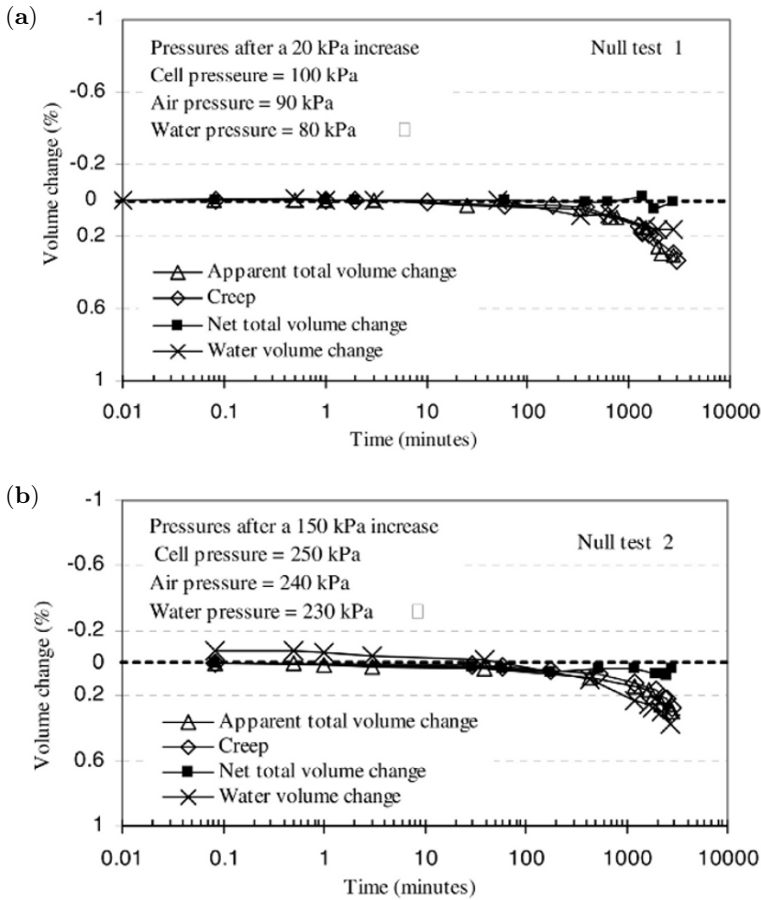 (a)
-1
-0.6
-0.2
0
0.2
0.6
1
Volume change (%)
Pressures after a 20 kPa increase
Cell presseure = 100 kPa
Air pressure = 90 kPa
Water pressure = 80 kPa
Null test 1
Apparent total volume change
Creep
Net total volume change
Water volume change
0.01 0.1 1 10 100 1000 10000
Time (minutes)
(b)
-1
-0.6
-0.2
0
0.2
0.6
1
Volume change (%)
Pressures after a 150 kPa increase
Cell pressure = 250 kPa
Air pressure = 240 kPa
Water pressure = 230 kPa
Null test 2
Apparent total volume change
Creep
Net total volume change
Water volume change
0.01 0.1 1 10 100 1000 10000
Time (minutes)